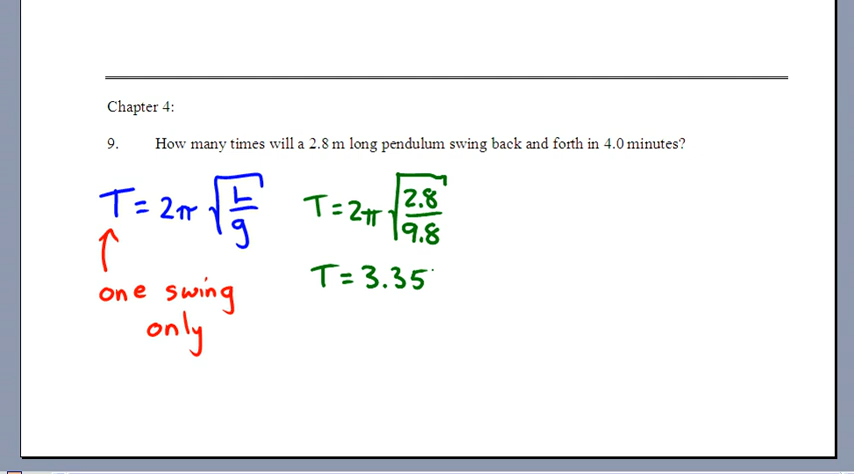 Chapter 4:
9. How many times will a 2.8 m long pendulum swing back and forth in 4.0 minutes?
T = 2π √(L/g) T = 2π √(2.8/9.8)
T = 3.35
one swing
only